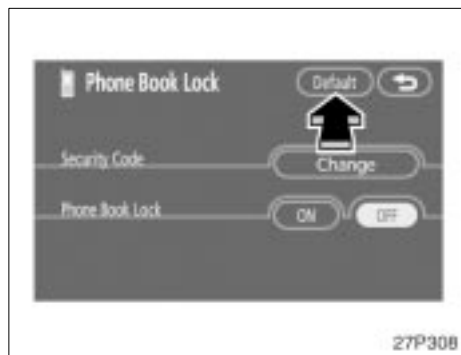 Phone Book Lock Default
Security Code Change
Phone Book Lock ON OFF
27P308